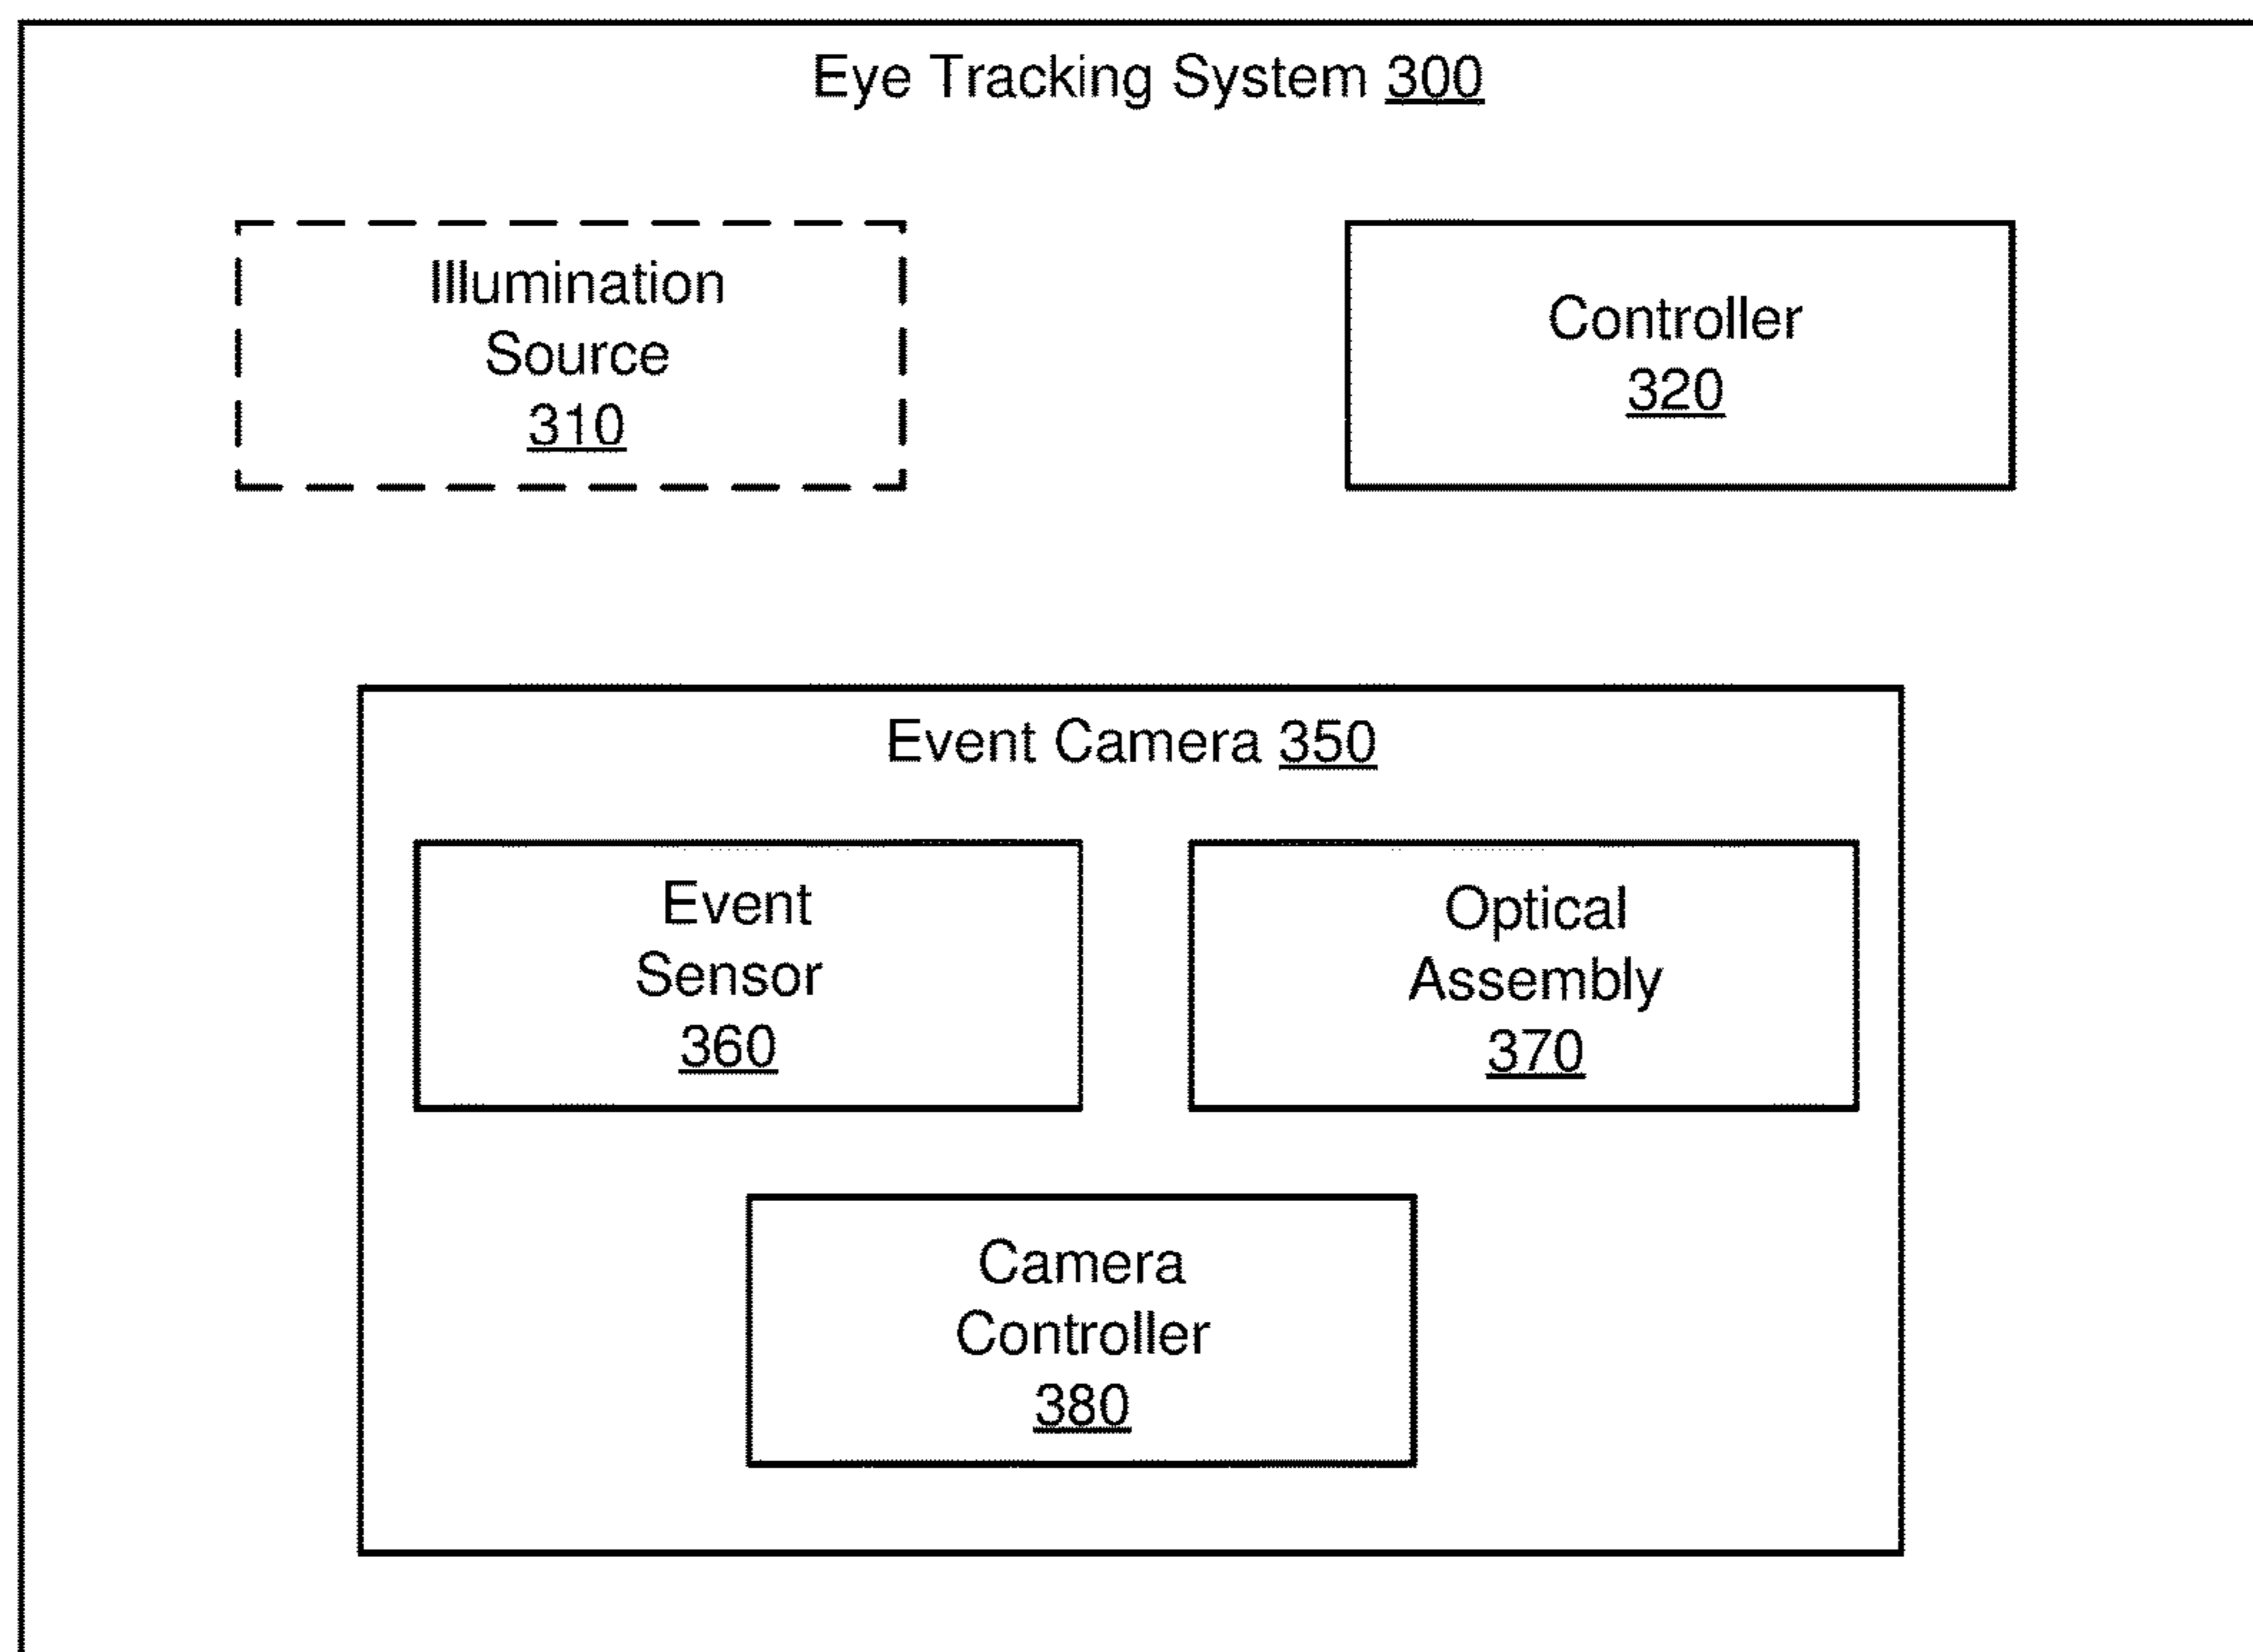 Eye Tracking System 300
Illumination
Source
310
Controller
320
Event Camera 350
Event
Sensor
360
Optical
Assembly
370
Camera
Controller
380